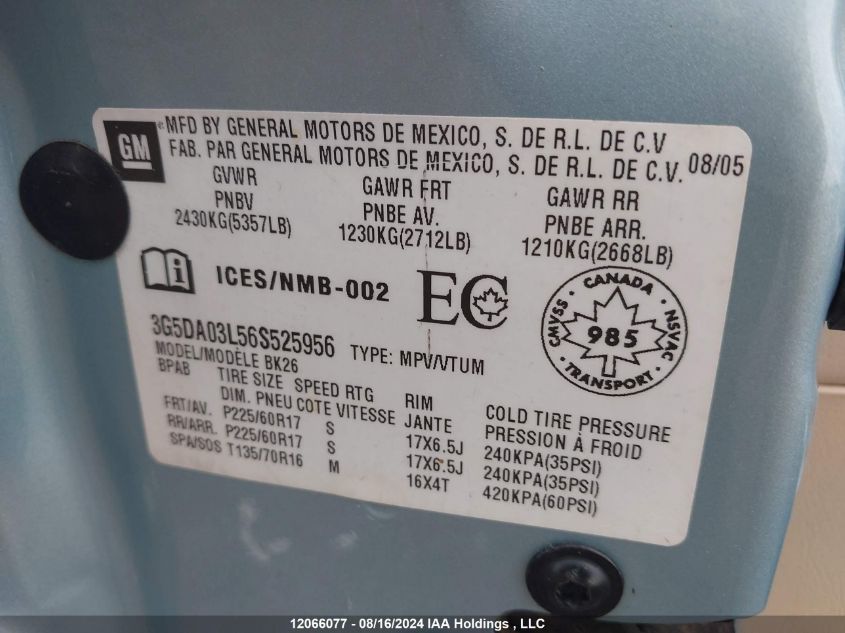 GM
MFD BY GENERAL MOTORS DE MEXICO, S. DE R.L. DE C.V
FAB. PAR GENERAL MOTORS DE MEXICO, S. DE R.L. DE C.V. 08/05
GVWR GAWR FRT GAWR RR
PNBV PNBE AV. PNBE ARR.
2430KG(5357LB) 1230KG(2712LB) 1210KG(2668LB)
i ICES/NMB-002 EC
CANADA
CMVSS 985 NSVAC
TRANSPORT
3G5DA03L56S525956 TYPE: MPV/VTUM
MODEL/MODÈLE BK26
BPAB TIRE SIZE SPEED RTG RIM COLD TIRE PRESSURE
DIM. PNEU COTE VITESSE JANTE PRESSION À FROID
FRT/AV. P225/60R17 S 17X6.5J 240KPA(35PSI)
RR/ARR. P225/60R17 S 17X6.5J 240KPA(35PSI)
SPA/SOS T135/70R16 M 16X4T 420KPA(60PSI)
12066077 - 08/16/2024 IAA Holdings , LLC